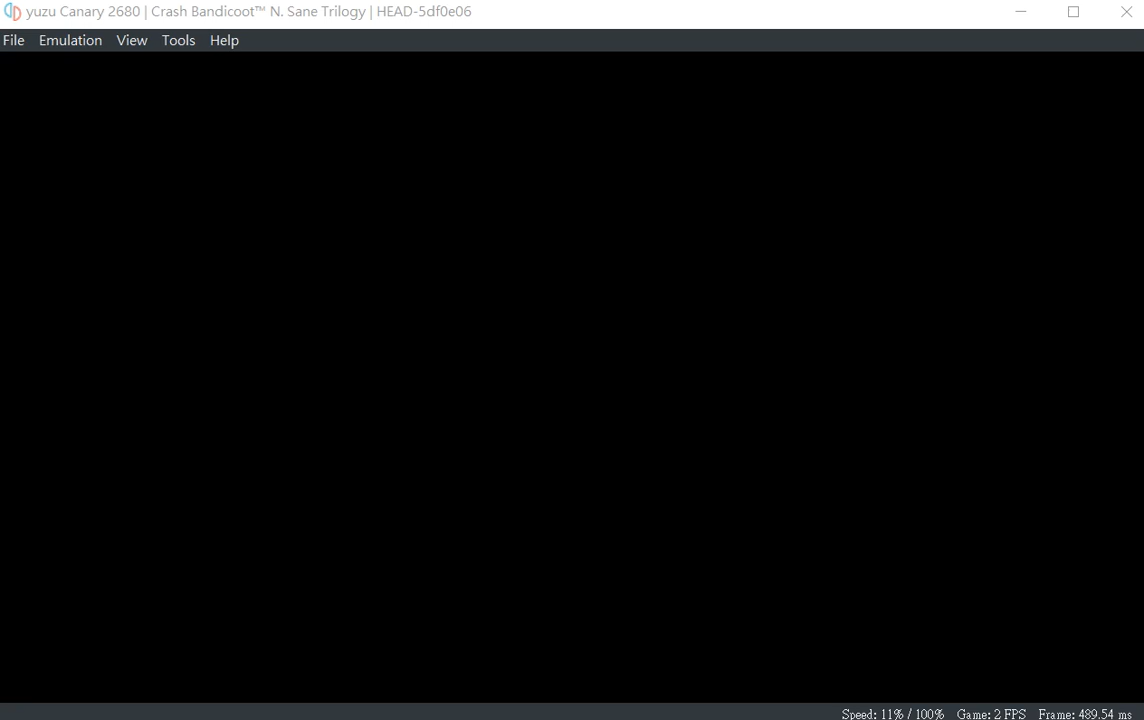 yuzu Canary 2680 | Crash Bandicoot™ N. Sane Trilogy | HEAD-5df0e06
File Emulation View Tools Help
Speed: 11% / 100% Game: 2 FPS Frame: 489.54 ms